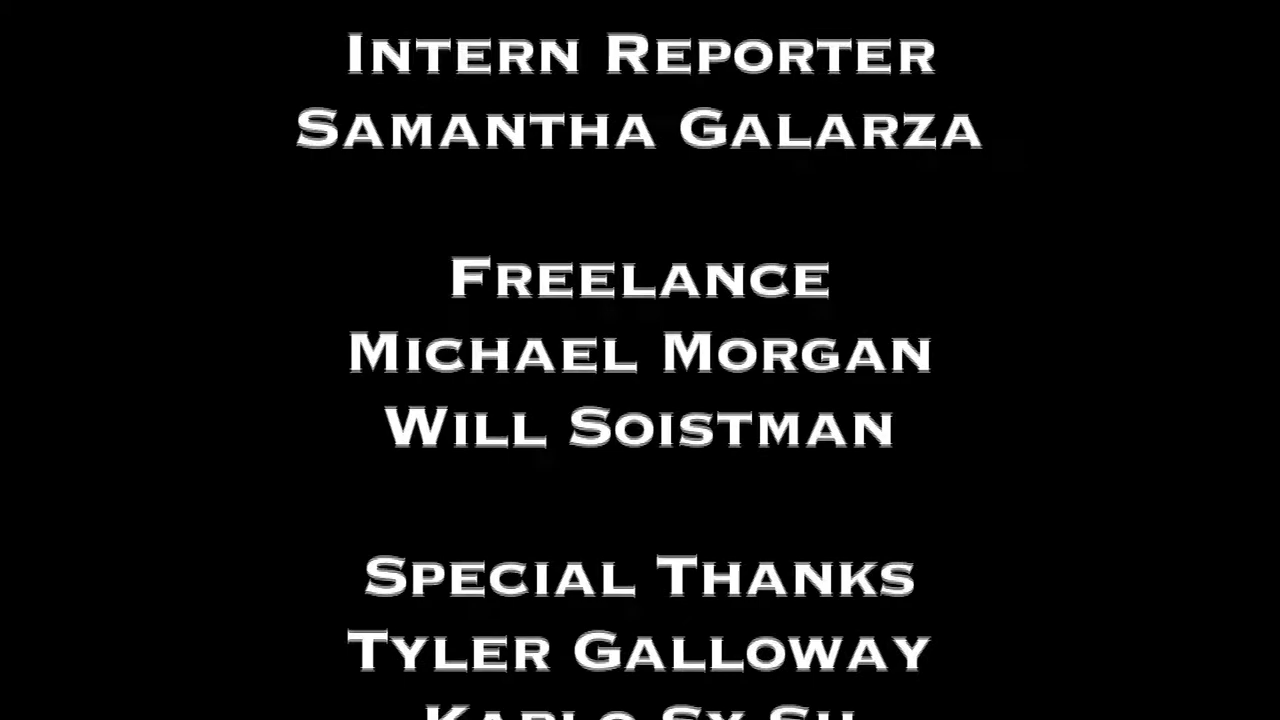 Intern Reporter
Samantha Galarza
Freelance
Michael Morgan
Will Soistman
Special Thanks
Tyler Galloway